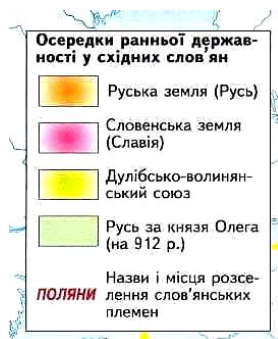 Осередки ранньої держав-
ності у східних слов'ян
Руська земля (Русь)
Словенська земля
(Славія)
Дулібсько-волинян-
ський союз
Русь за князя Олега
(на 912 р.)
Назви і місця розсе-
ПОЛЯНИ лення слов'янських
племен